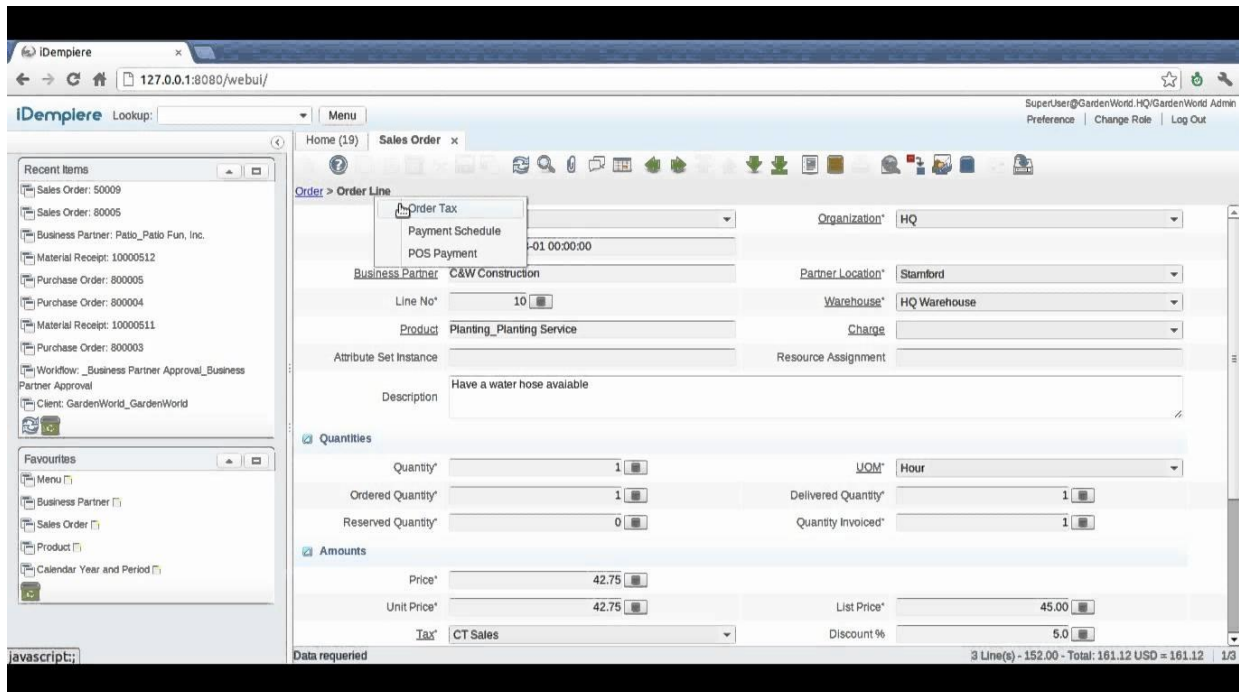 iDempiere ×
127.0.0.1:8080/webui/
iDempiere Lookup: Menu
SuperUser@GardenWorld.HQ/GardenWorld Admin
Preference | Change Role | Log Out
Home (19) Sales Order ×
Recent Items
Sales Order: 50009
Sales Order: 80005
Business Partner: Patio_Patio Fun, Inc.
Material Receipt: 10000512
Purchase Order: 800005
Purchase Order: 800004
Material Receipt: 10000511
Purchase Order: 800003
Workflow: _Business Partner Approval_Business
Partner Approval
Client: GardenWorld_GardenWorld
Favourites
Menu
Business Partner
Sales Order
Product
Calendar Year and Period
javascript:;
Order > Order Line
Order Tax
Payment Schedule
POS Payment
Organization* HQ
-01 00:00:00
Business Partner C&W Construction Partner Location* Stamford
Line No* 10 Warehouse* HQ Warehouse
Product Planting_Planting Service Charge
Attribute Set Instance Resource Assignment
Description Have a water hose avaiable
Quantities
Quantity* 1 UOM* Hour
Ordered Quantity* 1 Delivered Quantity* 1
Reserved Quantity* 0 Quantity Invoiced* 1
Amounts
Price* 42.75
Unit Price* 42.75 List Price* 45.00
Tax* CT Sales Discount % 5.0
Data requeried 3 Line(s) - 152.00 - Total: 161.12 USD = 161.12 1/3